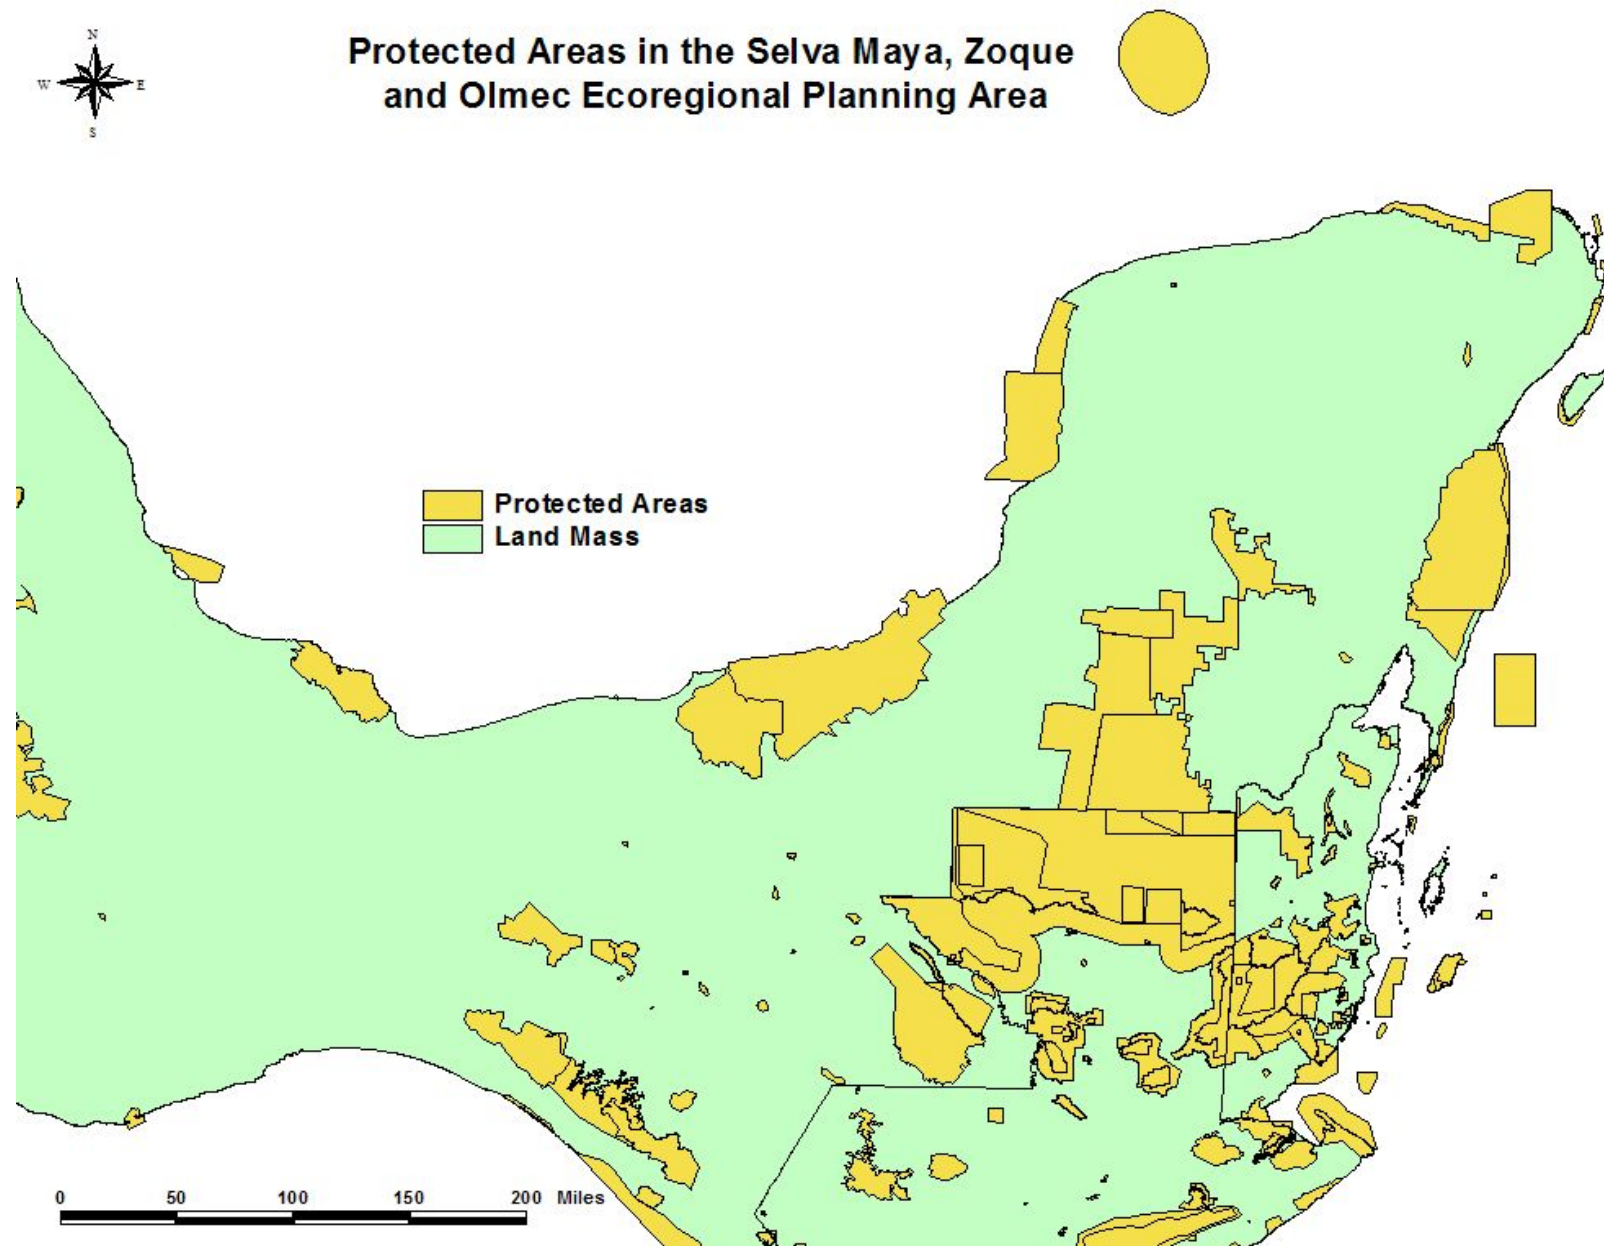 N
W E
S
Protected Areas in the Selva Maya, Zoque
and Olmec Ecoregional Planning Area
Protected Areas
Land Mass
0 50 100 150 200 Miles